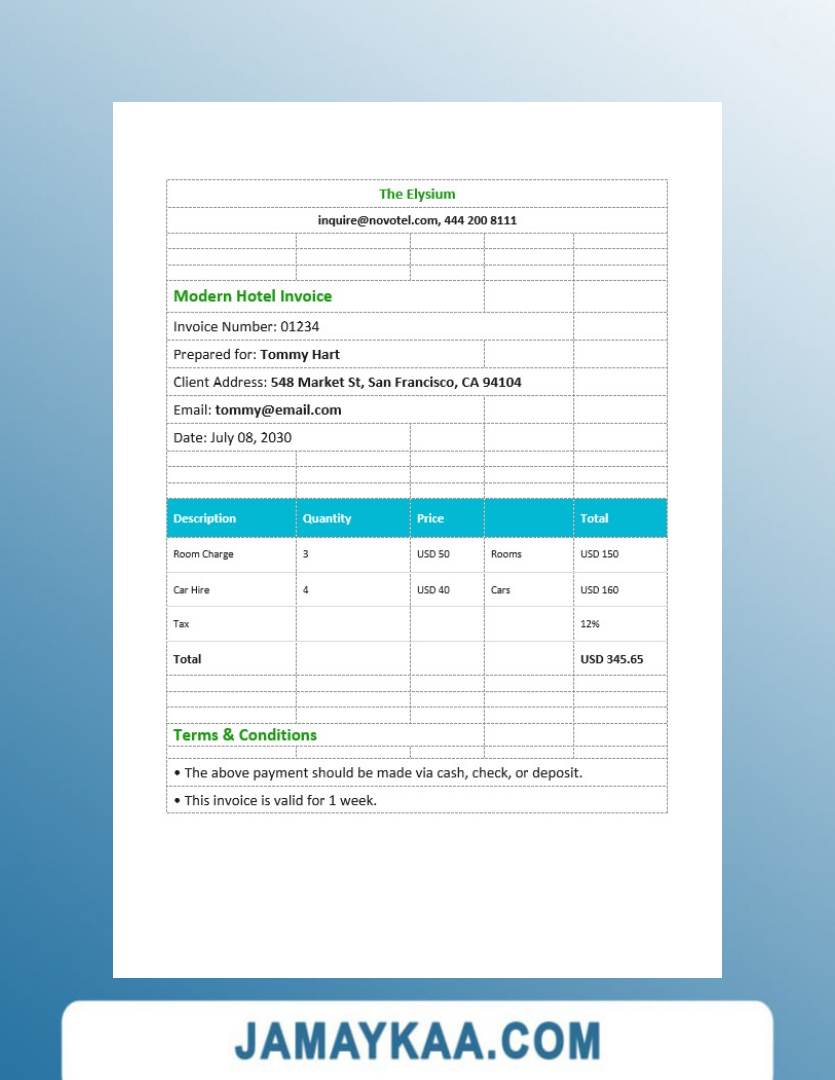 The Elysium
inquire@novotel.com, 444 200 8111
Modern Hotel Invoice
Invoice Number: 01234
Prepared for: Tommy Hart
Client Address: 548 Market St, San Francisco, CA 94104
Email: tommy@email.com
Date: July 08, 2030
Description Quantity Price Total
Room Charge 3 USD 50 Rooms USD 150
Car Hire 4 USD 40 Cars USD 160
Tax 12%
Total USD 345.65
Terms & Conditions
• The above payment should be made via cash, check, or deposit.
• This invoice is valid for 1 week.
JAMAYKAA.COM